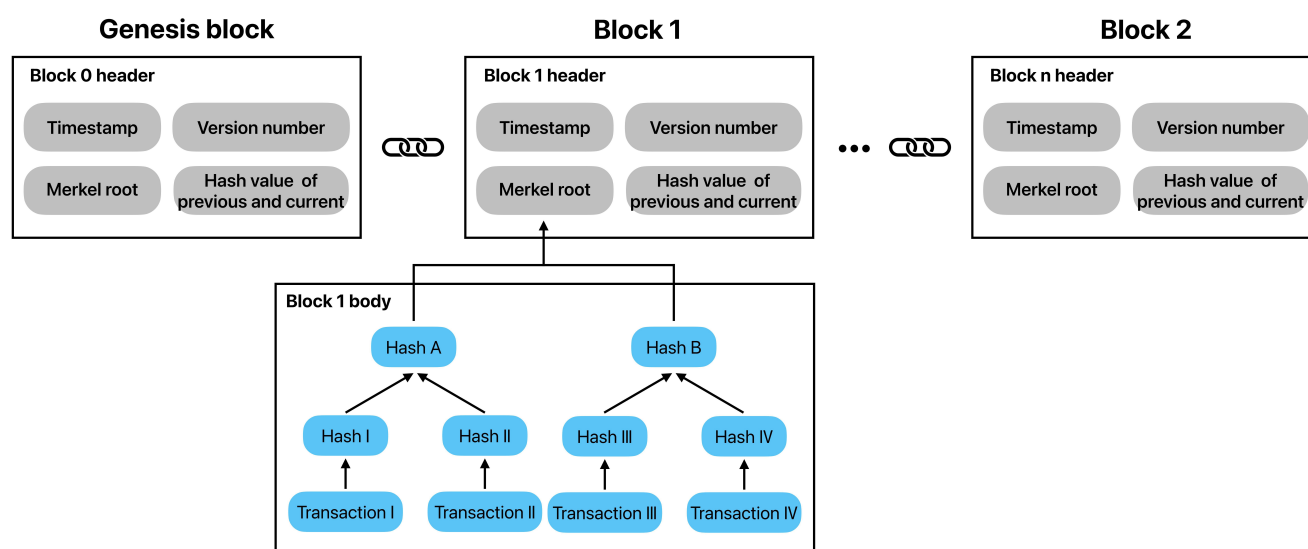 Genesis block
Block 1
Block 2
Block 0 header
Block 1 header
Block n header
Timestamp
Version number
Timestamp
Version number
Timestamp
Version number
Merkel root
Hash value of
previous and current
Merkel root
Hash value of
previous and current
Merkel root
Hash value of
previous and current
Block 1 body
Hash A
Hash B
Hash I
Hash II
Hash III
Hash IV
Transaction I
Transaction II
Transaction III
Transaction IV